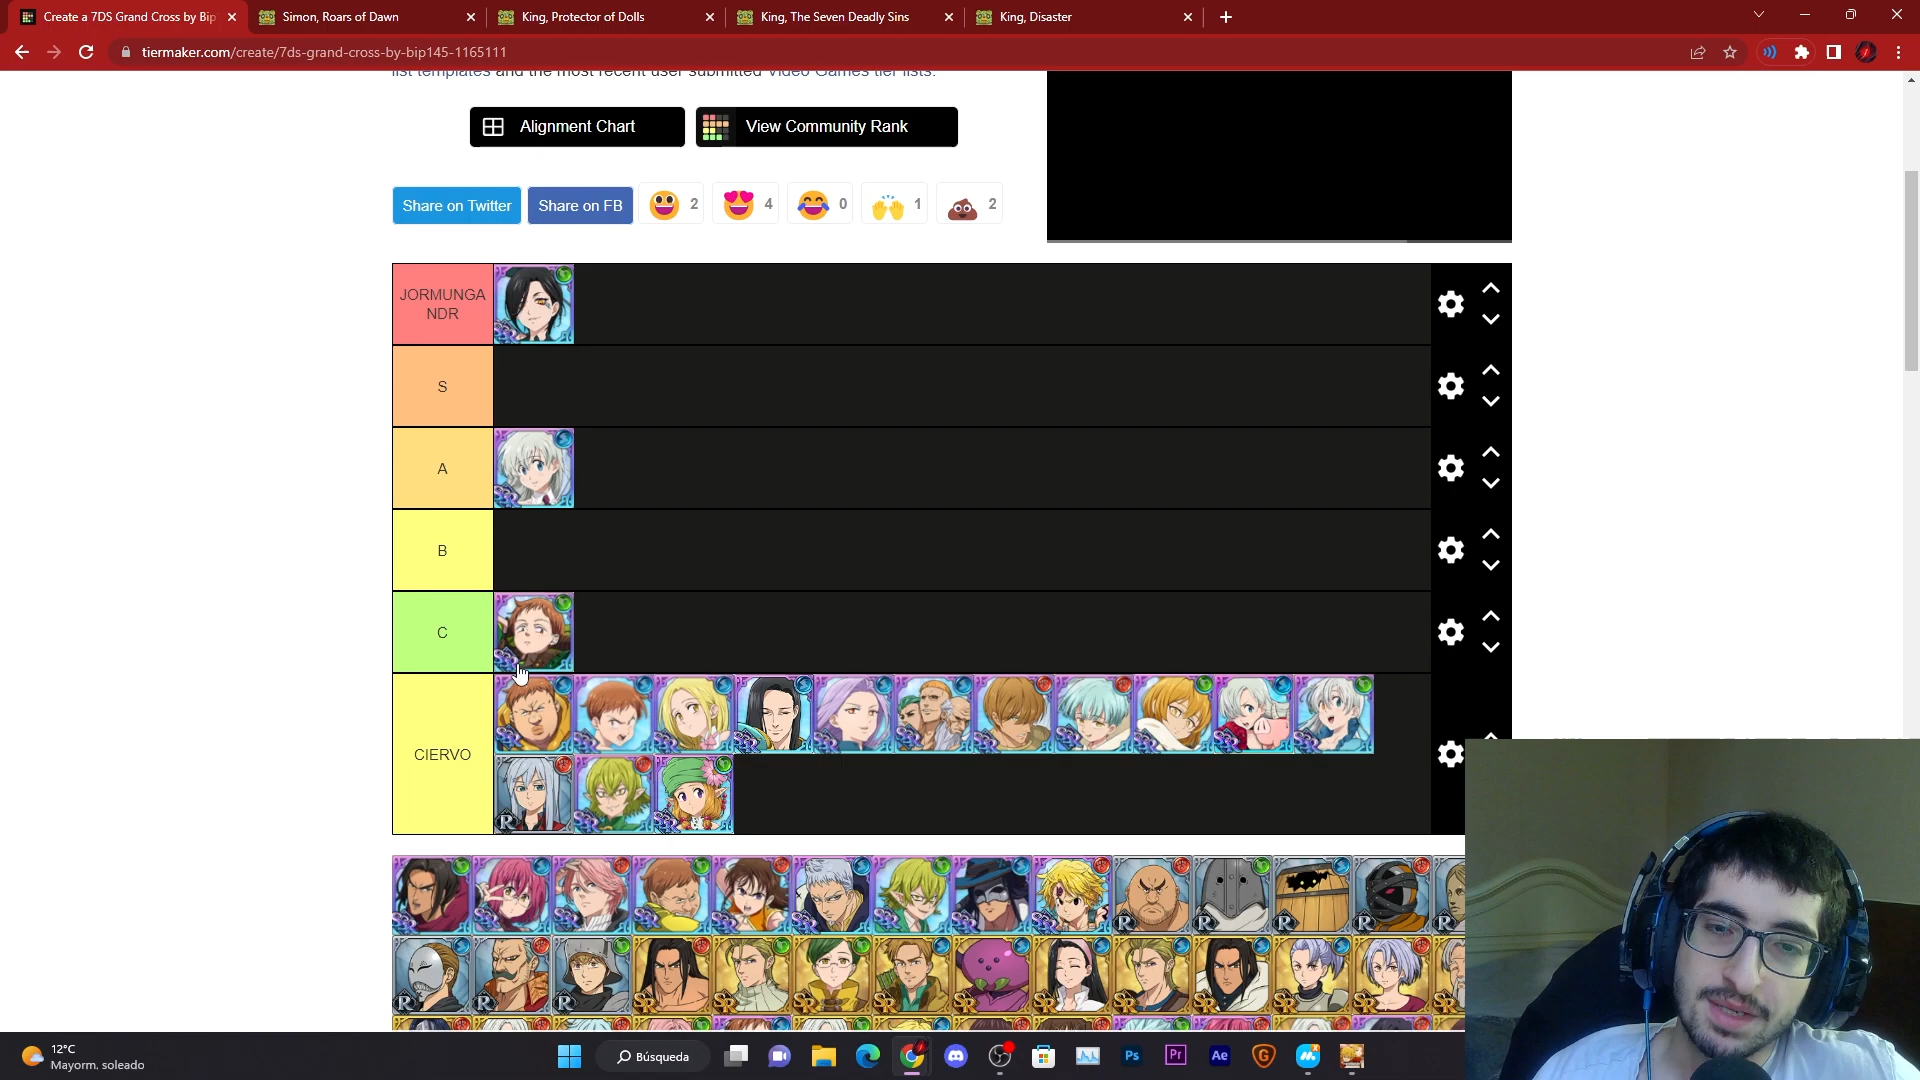 Create a 7DS Grand Cross by Bip
Simon, Roars of Dawn
King, Protector of Dolls
King, The Seven Deadly Sins
King, Disaster
tiermaker.com/create/7ds-grand-cross-by-bip145-1165111
list templates and the most recent user submitted Video Games tier lists.
Alignment Chart
View Community Rank
Share on Twitter
Share on FB
2
4
0
1
2
JORMUNGA
NDR
S
A
B
C
CIERVO
12°C
Mayorm. soleado
Búsqueda
Ps
Pr
Ae